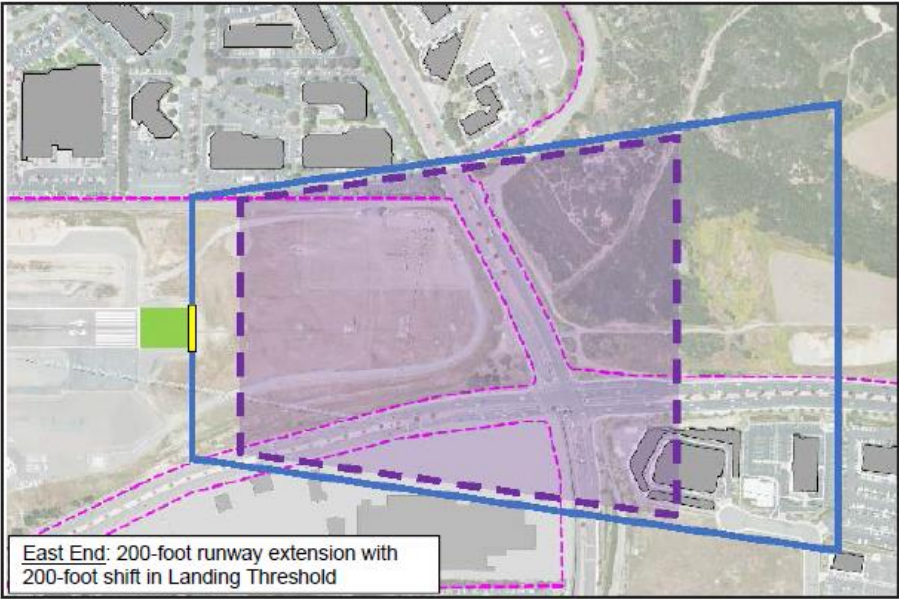 East End: 200-foot runway extension with
200-foot shift in Landing Threshold